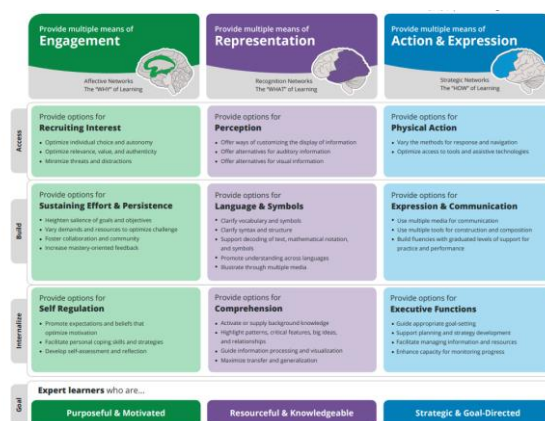 Provide multiple means of
Engagement
Affective Networks
The "WHY" of Learning
Provide multiple means of
Representation
Recognition Networks
The "WHAT" of Learning
Provide multiple means of
Action & Expression
Strategic Networks
The "HOW" of Learning
Access
Provide options for
Recruiting Interest
• Optimize individual choice and autonomy
• Optimize relevance, value, and authenticity
• Minimize threats and distractions
Provide options for
Perception
• Offer ways of customizing the display of information
• Offer alternatives for auditory information
• Offer alternatives for visual information
Provide options for
Physical Action
• Vary the methods for response and navigation
• Optimize access to tools and assistive technologies
Build
Provide options for
Sustaining Effort & Persistence
• Heighten salience of goals and objectives
• Vary demands and resources to optimize challenge
• Foster collaboration and community
• Increase mastery-oriented feedback
Provide options for
Language & Symbols
• Clarify vocabulary and symbols
• Clarify syntax and structure
• Support decoding of text, mathematical notation,
and symbols
• Promote understanding across languages
• Illustrate through multiple media
Provide options for
Expression & Communication
• Use multiple media for communication
• Use multiple tools for construction and composition
• Build fluencies with graduated levels of support for
practice and performance
Internalize
Provide options for
Self Regulation
• Promote expectations and beliefs that
optimize motivation
• Facilitate personal coping skills and strategies
• Develop self-assessment and reflection
Provide options for
Comprehension
• Activate or supply background knowledge
• Highlight patterns, critical features, big ideas,
and relationships
• Guide information processing and visualization
• Maximize transfer and generalization
Provide options for
Executive Functions
• Guide appropriate goal-setting
• Support planning and strategy development
• Facilitate managing information and resources
• Enhance capacity for monitoring progress
Goal
Expert learners who are...
Purposeful & Motivated
Resourceful & Knowledgeable
Strategic & Goal-Directed